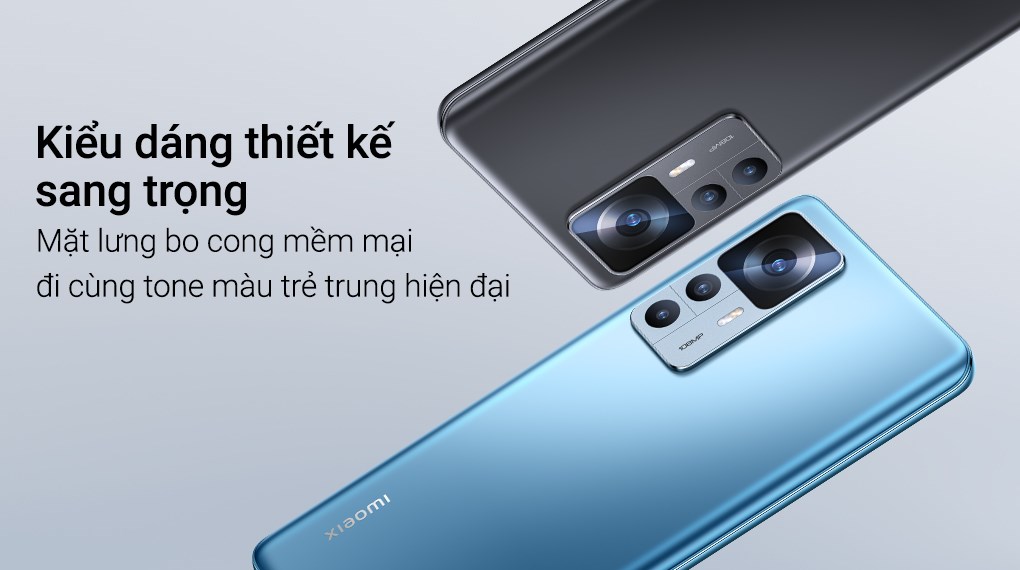 Kiểu dáng thiết kế
sang trọng
Mặt lưng bo cong mềm mại
đi cùng tone màu trẻ trung hiện đại
108MP
108MP
xiaomi